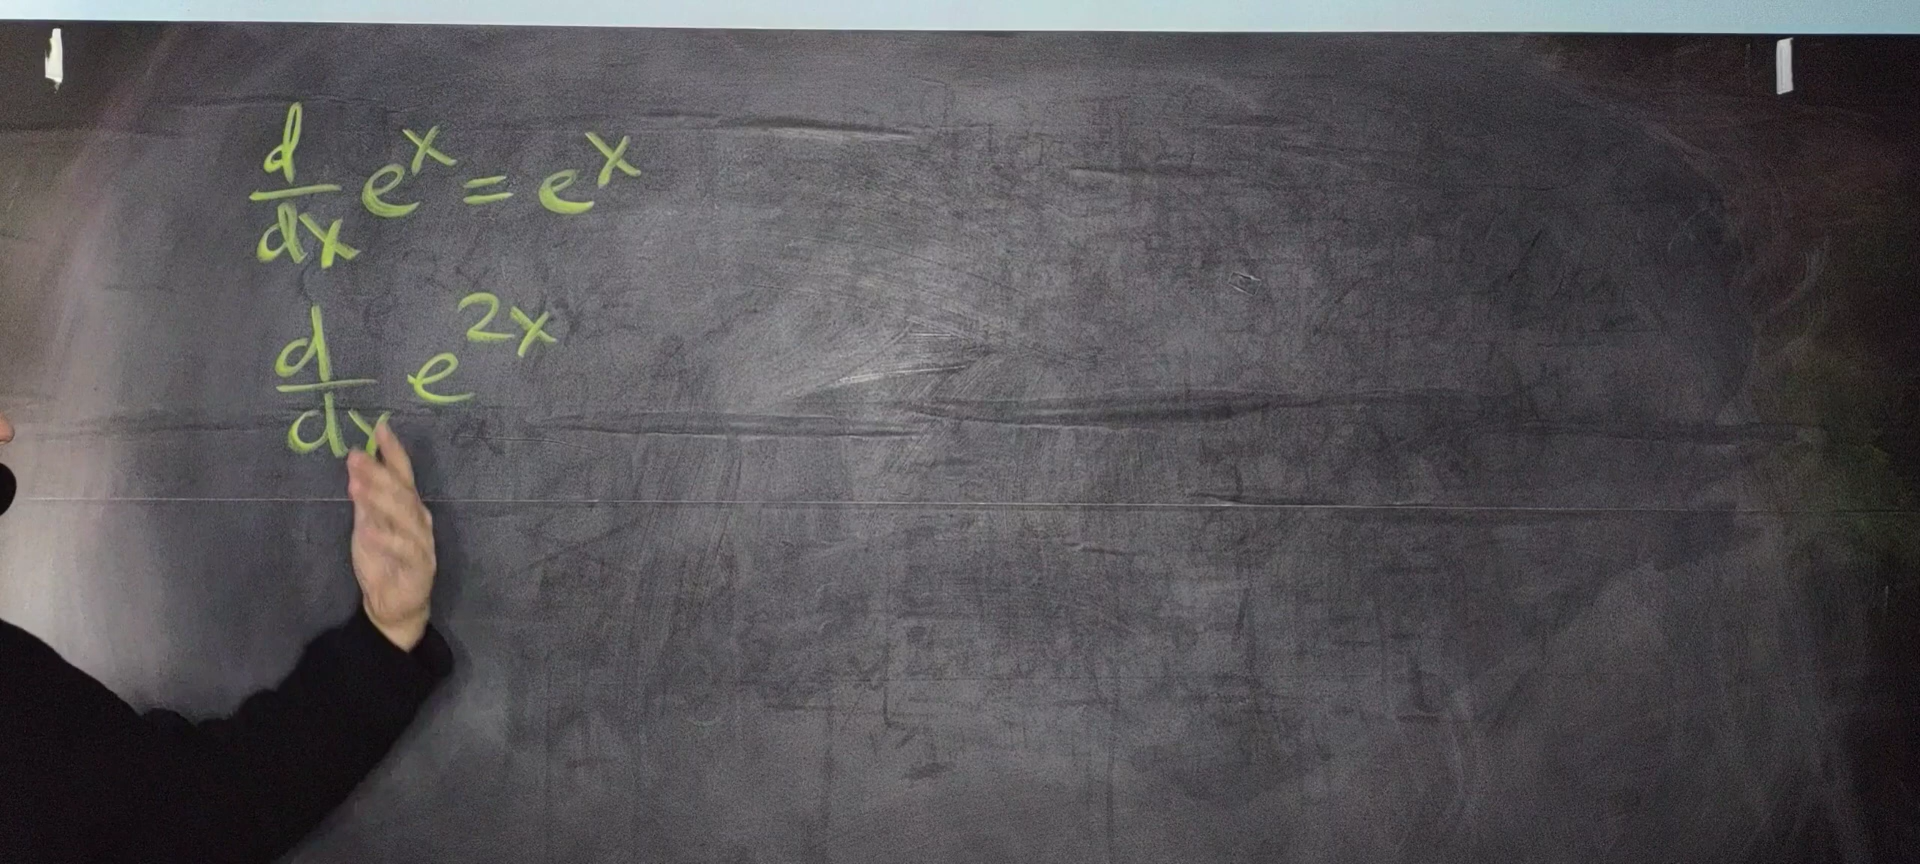 d/dx e^x = e^x
d/dx e^2x